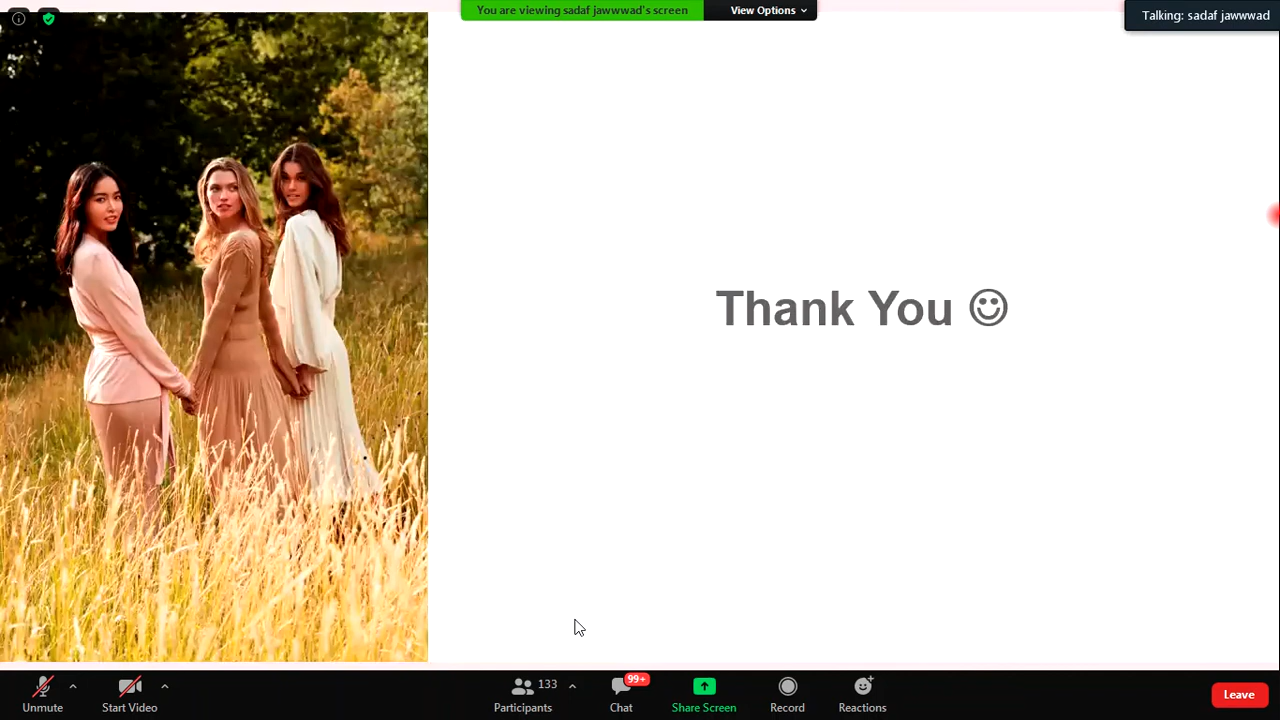 You are viewing sadaf jawwwad's screen
View Options
Talking: sadaf jawwwad
Thank You ☺
Unmute
Start Video
133
Participants
99+
Chat
Share Screen
Record
Reactions
Leave